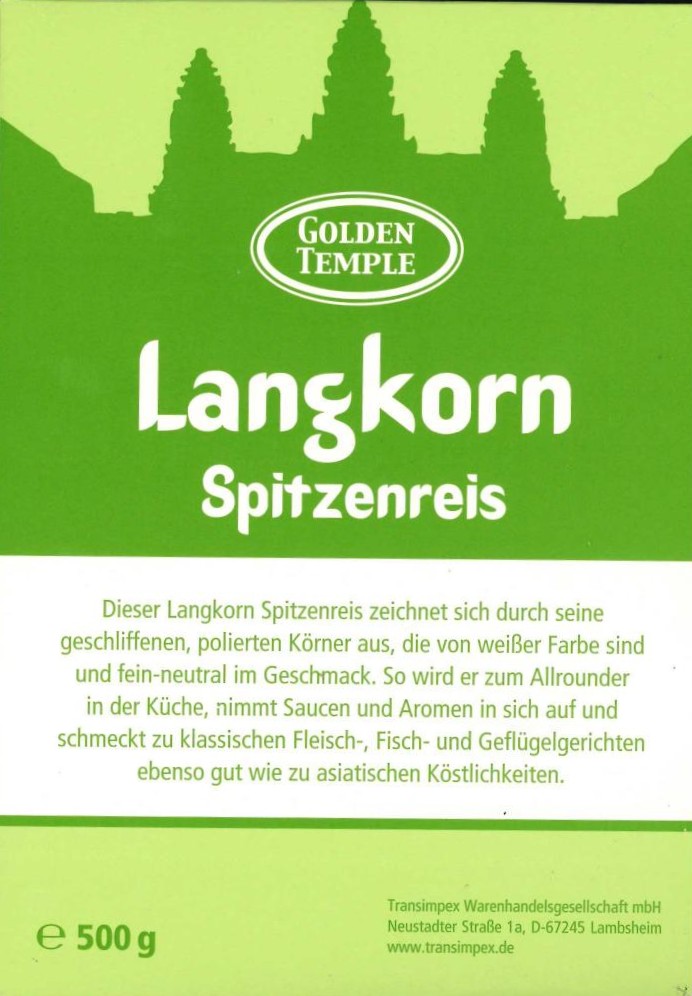 GOLDEN
TEMPLE
Langkorn
Spitzenreis
Dieser Langkorn Spitzenreis zeichnet sich durch seine
geschliffenen, polierten Körner aus, die von weißer Farbe sind
und fein-neutral im Geschmack. So wird er zum Allrounder
in der Küche, nimmt Saucen und Aromen in sich auf und
schmeckt zu klassischen Fleisch-, Fisch- und Geflügelgerichten
ebenso gut wie zu asiatischen Köstlichkeiten.
℮ 500 g
Transimpex Warenhandelsgesellschaft mbH
Neustadter Straße 1a, D-67245 Lambsheim
www.transimpex.de